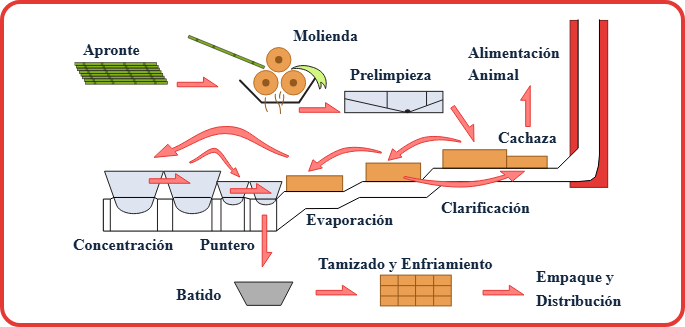 Apronte
Molienda
Prelimpieza
Alimentación
Animal
Cachaza
Clarificación
Evaporación
Concentración
Puntero
Batido
Tamizado y Enfriamiento
Empaque y
Distribución